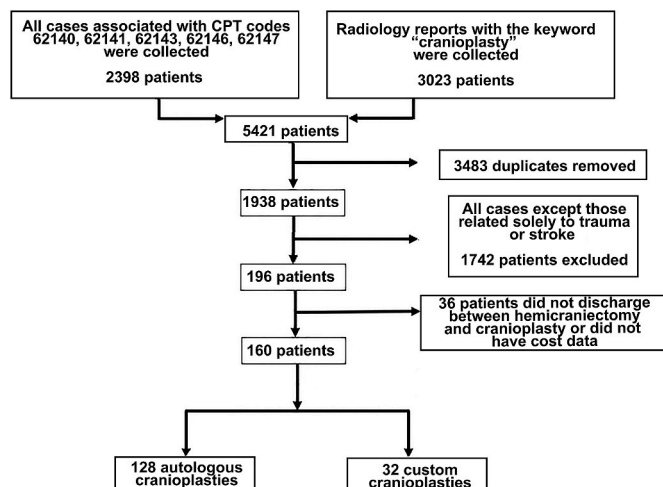 All cases associated with CPT codes
62140, 62141, 62143, 62146, 62147
were collected
2398 patients
Radiology reports with the keyword
“cranioplasty”
were collected
3023 patients
5421 patients
3483 duplicates removed
1938 patients
All cases except those
related solely to trauma
or stroke
1742 patients excluded
196 patients
36 patients did not discharge
between hemicraniectomy
and cranioplasty or did not
have cost data
160 patients
128 autologous
cranioplasties
32 custom
cranioplasties